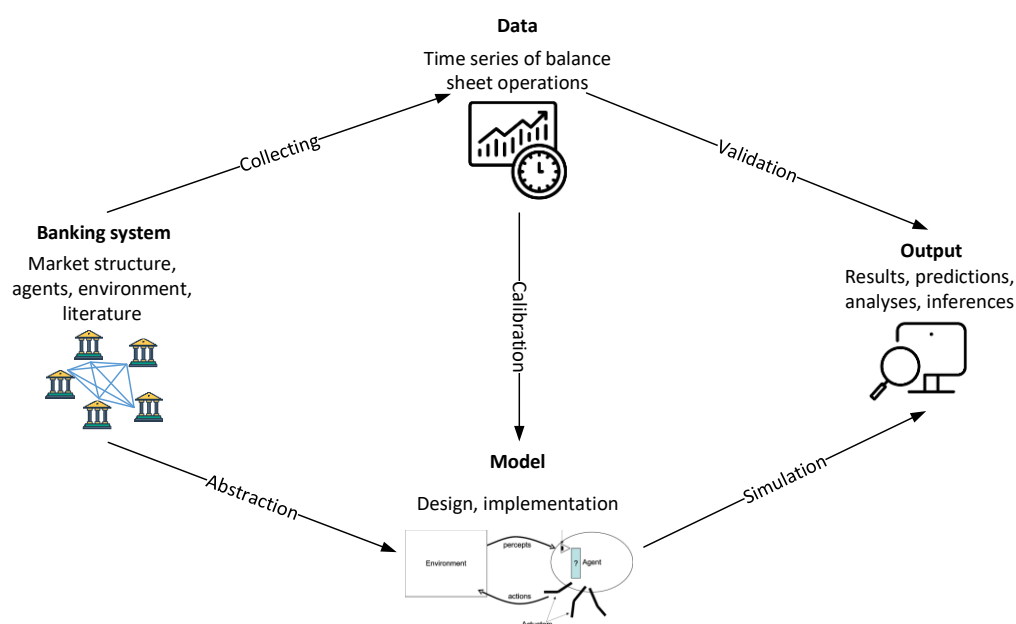 Data
Time series of balance
sheet operations
Collecting
Validation
Banking system
Market structure,
agents, environment,
literature
Output
Results, predictions,
analyses, inferences
Calibration
Abstraction
Simulation
Model
Design, implementation
Environment
percepts
?
Agent
actions